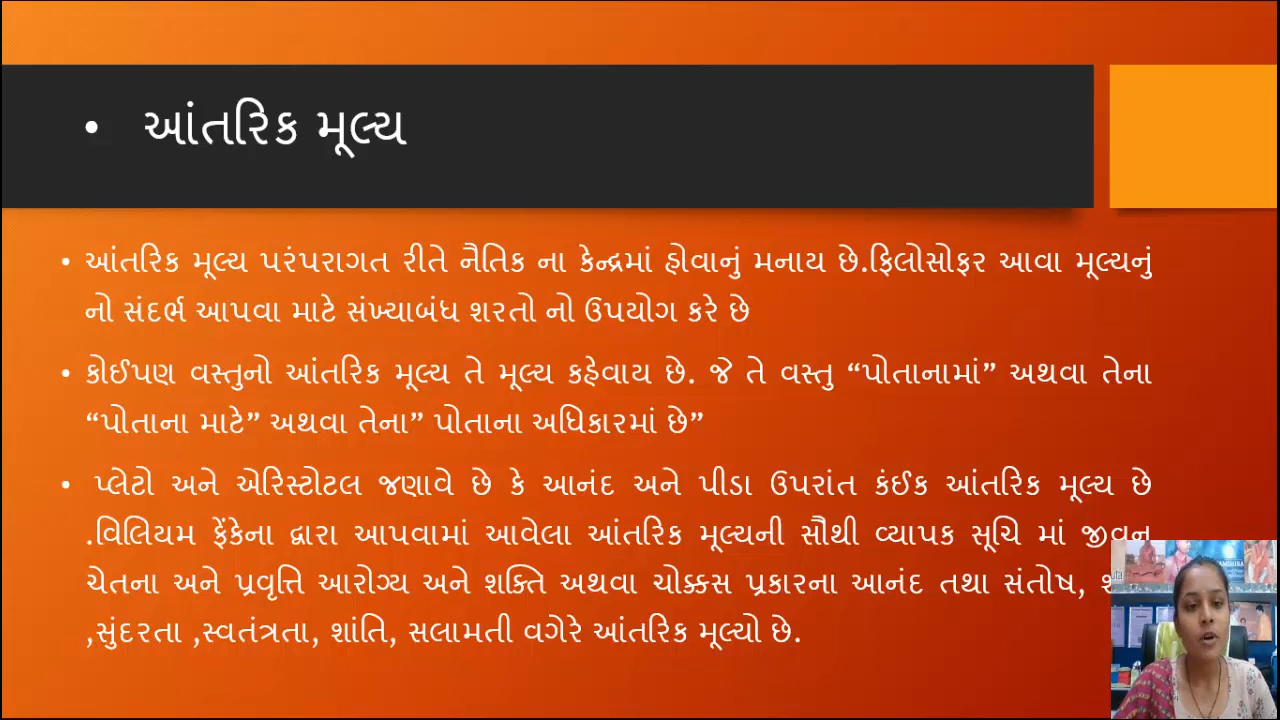 • આંતરિક મૂલ્ય
• આંતરિક મૂલ્ય પરંપરાગત રીતે નૈતિક ના કેન્દ્રમાં હોવાનું મનાય છે.ફિલોસોફર આવા મૂલ્યનું
નો સંદર્ભ આપવા માટે સંખ્યાબંધ શરતો નો ઉપયોગ કરે છે
• કોઈપણ વસ્તુનો આંતરિક મૂલ્ય તે મૂલ્ય કહેવાય છે. જે તે વસ્તુ “પોતાનામાં” અથવા તેના
“પોતાના માટે” અથવા તેના” પોતાના અધિકારમાં છે”
• પ્લેટો અને એરિસ્ટોટલ જણાવે છે કે આનંદ અને પીડા ઉપરાંત કંઈક આંતરિક મૂલ્ય છે
.વિલિયમ ફ્રેંકેના દ્વારા આપવામાં આવેલા આંતરિક મૂલ્યની સૌથી વ્યાપક સૂચિ માં જીવન
ચેતના અને પ્રવૃત્તિ આરોગ્ય અને શક્તિ અથવા ચોક્કસ પ્રકારના આનંદ તથા સંતોષ,
,સુંદરતા ,સ્વતંત્રતા, શાંતિ, સલામતી વગેરે આંતરિક મૂલ્યો છે.